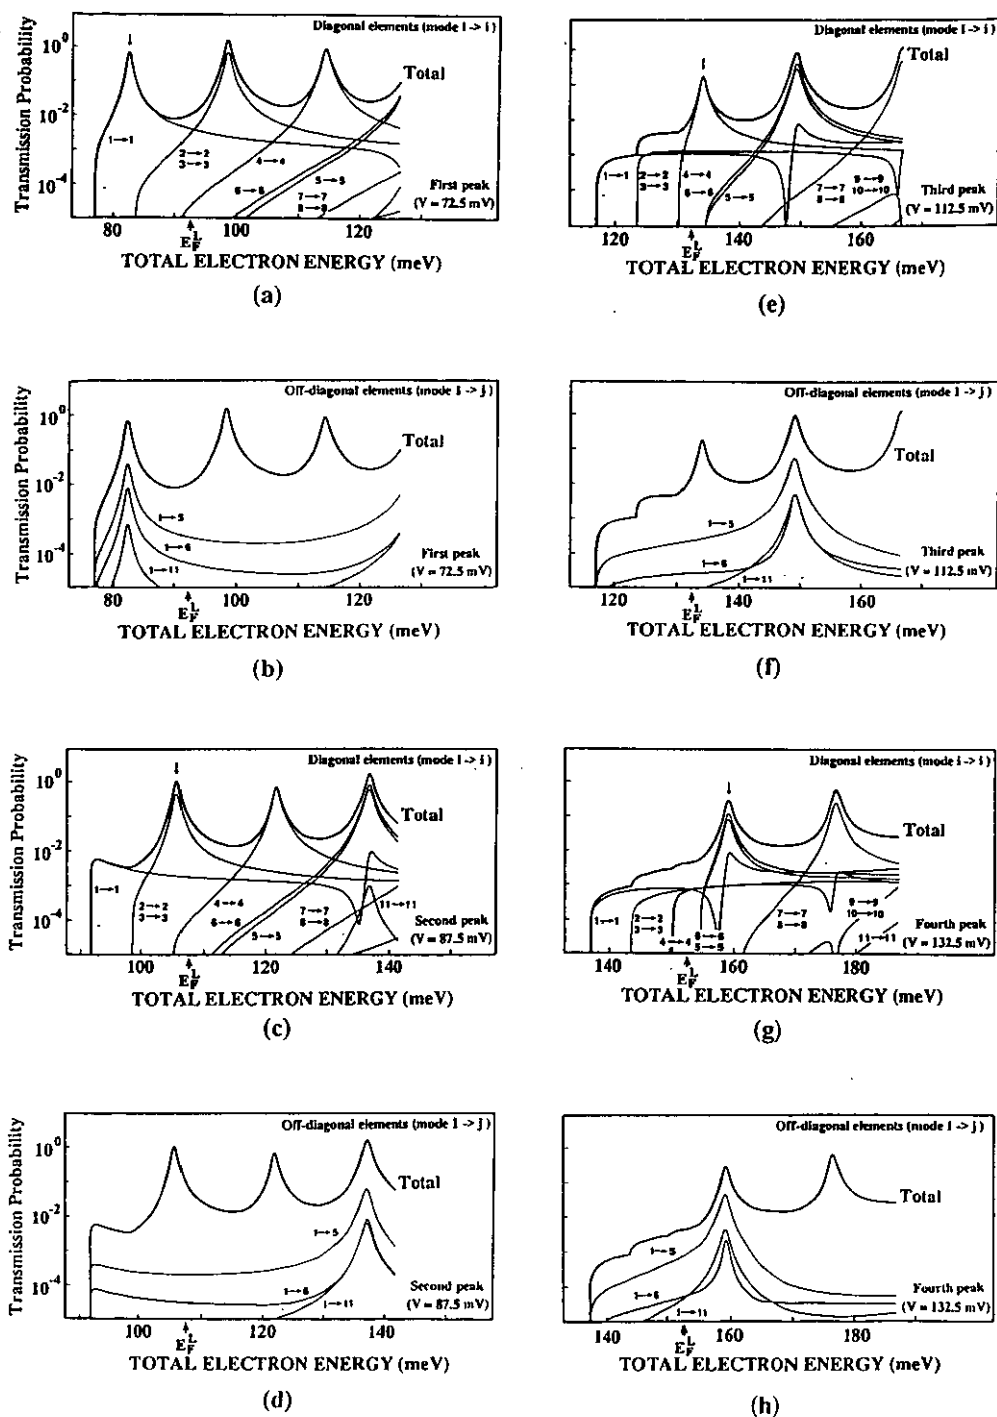 Diagonal elements (mode i -> i)
Transmission Probability
10^0
10^-2
10^-4
Total
1→1
2→2
3→3
4→4
6→6
5→5
7→7
8→8
First peak
(V = 72.5 mV)
80
100
120
E_F^L
TOTAL ELECTRON ENERGY (meV)
(a)
Diagonal elements (mode i -> i)
Total
1→1
2→2
3→3
4→4
6→6
5→5
7→7
8→8
9→9
10→10
Third peak
(V = 112.5 mV)
120
140
160
E_F^L
TOTAL ELECTRON ENERGY (meV)
(e)
Off-diagonal elements (mode i -> j)
Transmission Probability
10^0
10^-2
10^-4
Total
1→5
1→6
1→11
First peak
(V = 72.5 mV)
80
100
120
E_F^L
TOTAL ELECTRON ENERGY (meV)
(b)
Off-diagonal elements (mode i -> j)
Total
1→5
1→6
1→11
Third peak
(V = 112.5 mV)
120
140
160
E_F^L
TOTAL ELECTRON ENERGY (meV)
(f)
Diagonal elements (mode i -> i)
Transmission Probability
10^0
10^-2
10^-4
Total
1→1
2→2
3→3
4→4
6→6
5→5
7→7
8→8
11→11
Second peak
(V = 87.5 mV)
100
120
140
E_F^L
TOTAL ELECTRON ENERGY (meV)
(c)
Diagonal elements (mode i -> i)
Total
1→1
2→2
3→3
4→4
6→6
5→5
7→7
8→8
9→9
10→10
11→11
Fourth peak
(V = 132.5 mV)
140
160
180
E_F^L
TOTAL ELECTRON ENERGY (meV)
(g)
Off-diagonal elements (mode i -> j)
Transmission Probability
10^0
10^-2
10^-4
Total
1→5
1→6
1→11
Second peak
(V = 87.5 mV)
100
120
140
E_F^L
TOTAL ELECTRON ENERGY (meV)
(d)
Off-diagonal elements (mode i -> j)
Total
1→5
1→6
1→11
Fourth peak
(V = 132.5 mV)
140
160
180
E_F^L
TOTAL ELECTRON ENERGY (meV)
(h)